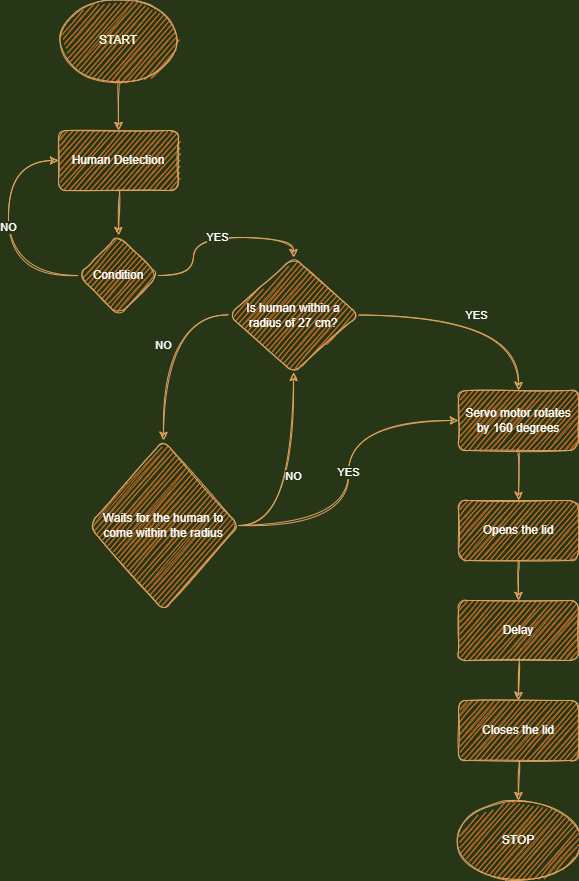 START
Human Detection
NO
Condition
YES
Is human within a
radius of 27 cm?
YES
NO
Servo motor rotates
by 160 degrees
YES
NO
Waits for the human to
come within the radius
Opens the lid
Delay
Closes the lid
STOP